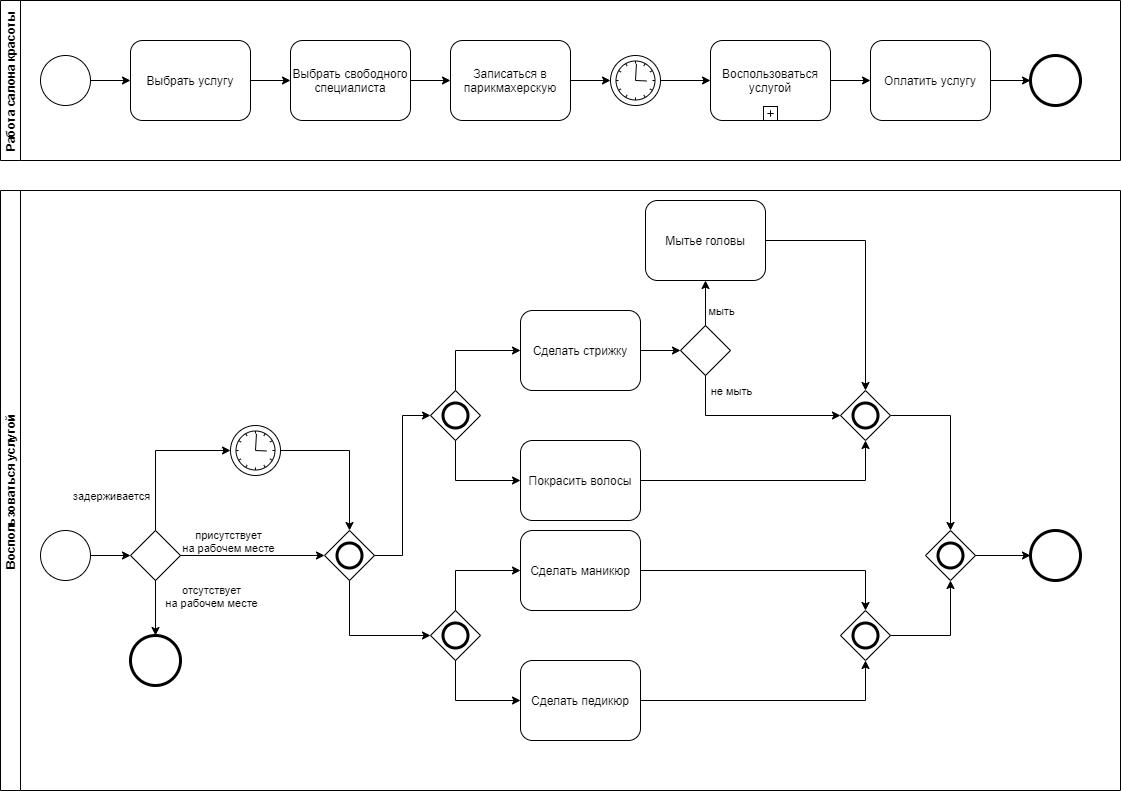 Работа салона красоты
Выбрать услугу
Выбрать свободного
специалиста
Записаться в
парикмахерскую
Воспользоваться
услугой
Оплатить услугу
Воспользоваться услугой
Мытье головы
мыть
Сделать стрижку
не мыть
Покрасить волосы
задерживается
присутствует
на рабочем месте
отсутствует
на рабочем месте
Сделать маникюр
Сделать педикюр